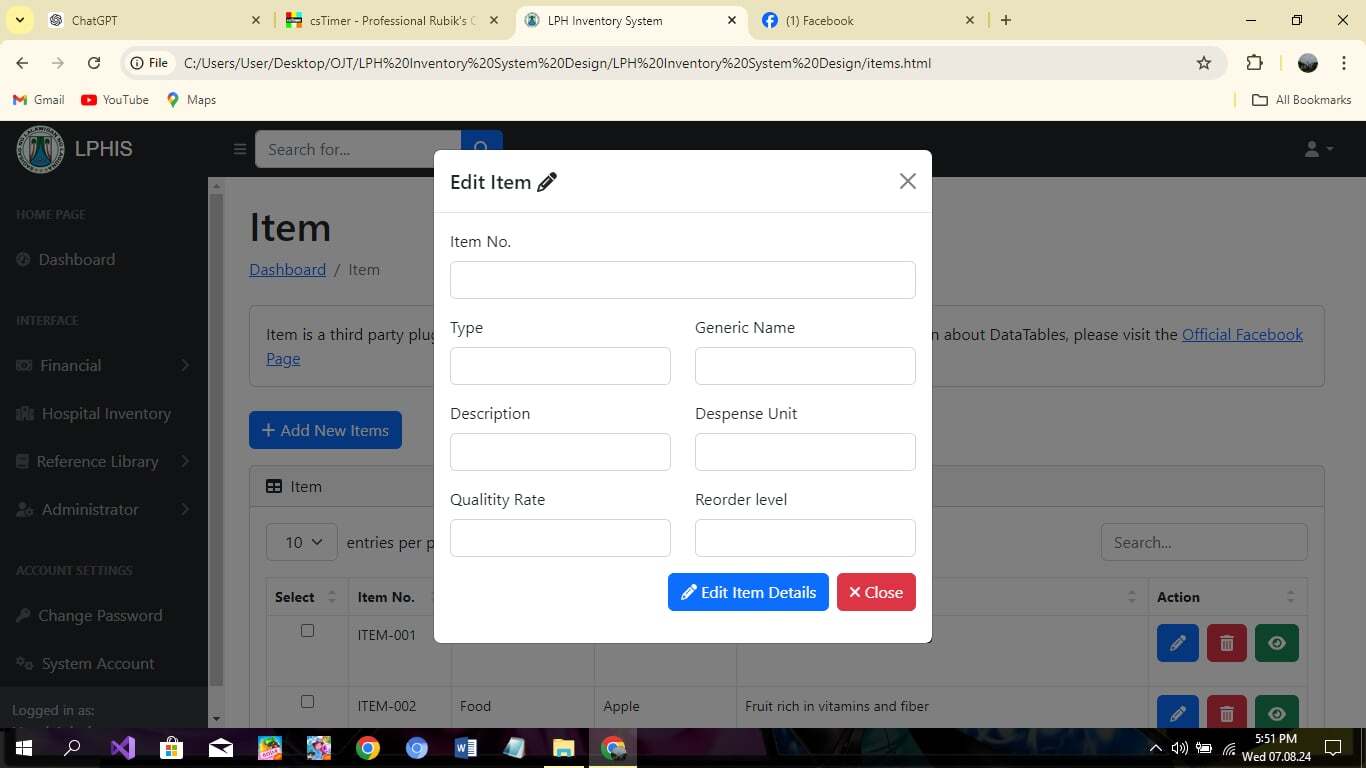 ChatGPT
csTimer - Professional Rubik's C
LPH Inventory System
(1) Facebook
File
C:/Users/User/Desktop/OJT/LPH%20Inventory%20System%20Design/LPH%20Inventory%20System%20Design/items.html
Gmail
YouTube
Maps
All Bookmarks
LPHIS
Search for...
HOME PAGE
Dashboard
INTERFACE
Financial
Hospital Inventory
Reference Library
Administrator
ACCOUNT SETTINGS
Change Password
System Account
Logged in as:
Item
Dashboard / Item
Item is a third party plug
n about DataTables, please visit the Official Facebook
Page
Add New Items
Item
10 entries per p
Search...
Select Item No. Action
ITEM-001
ITEM-002 Food Apple Fruit rich in vitamins and fiber
Edit Item
Item No.
Type Generic Name
Description Despense Unit
Qualitity Rate Reorder level
Edit Item Details Close
5:51 PM
Wed 07.08.24